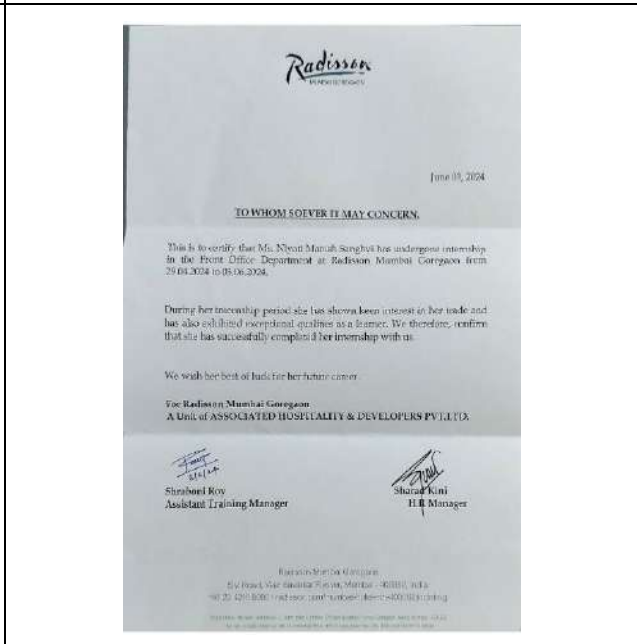 Radisson
June 03, 2024
TO WHOM SOEVER IT MAY CONCERN.
This is to certify that Ms. Niyati Manish Sanghvi has undergone internship
in the Front Office Department at Radisson Mumbai Goregaon from
29.04.2024 to 03.06.2024.
During her internship period she has shown keen interest in her trade and
has also exhibited exceptional qualities as a learner. We therefore, confirm
that she has successfully completed her internship with us.
We wish her best of luck for her future career
For Radisson Mumbai Goregaon
A Unit of ASSOCIATED HOSPITALITY & DEVELOPERS PVT.LTD.
Shraboni Roy
Sharad Kini
Assistant Training Manager
H.R Manager
Radisson Mumbai Goregaon